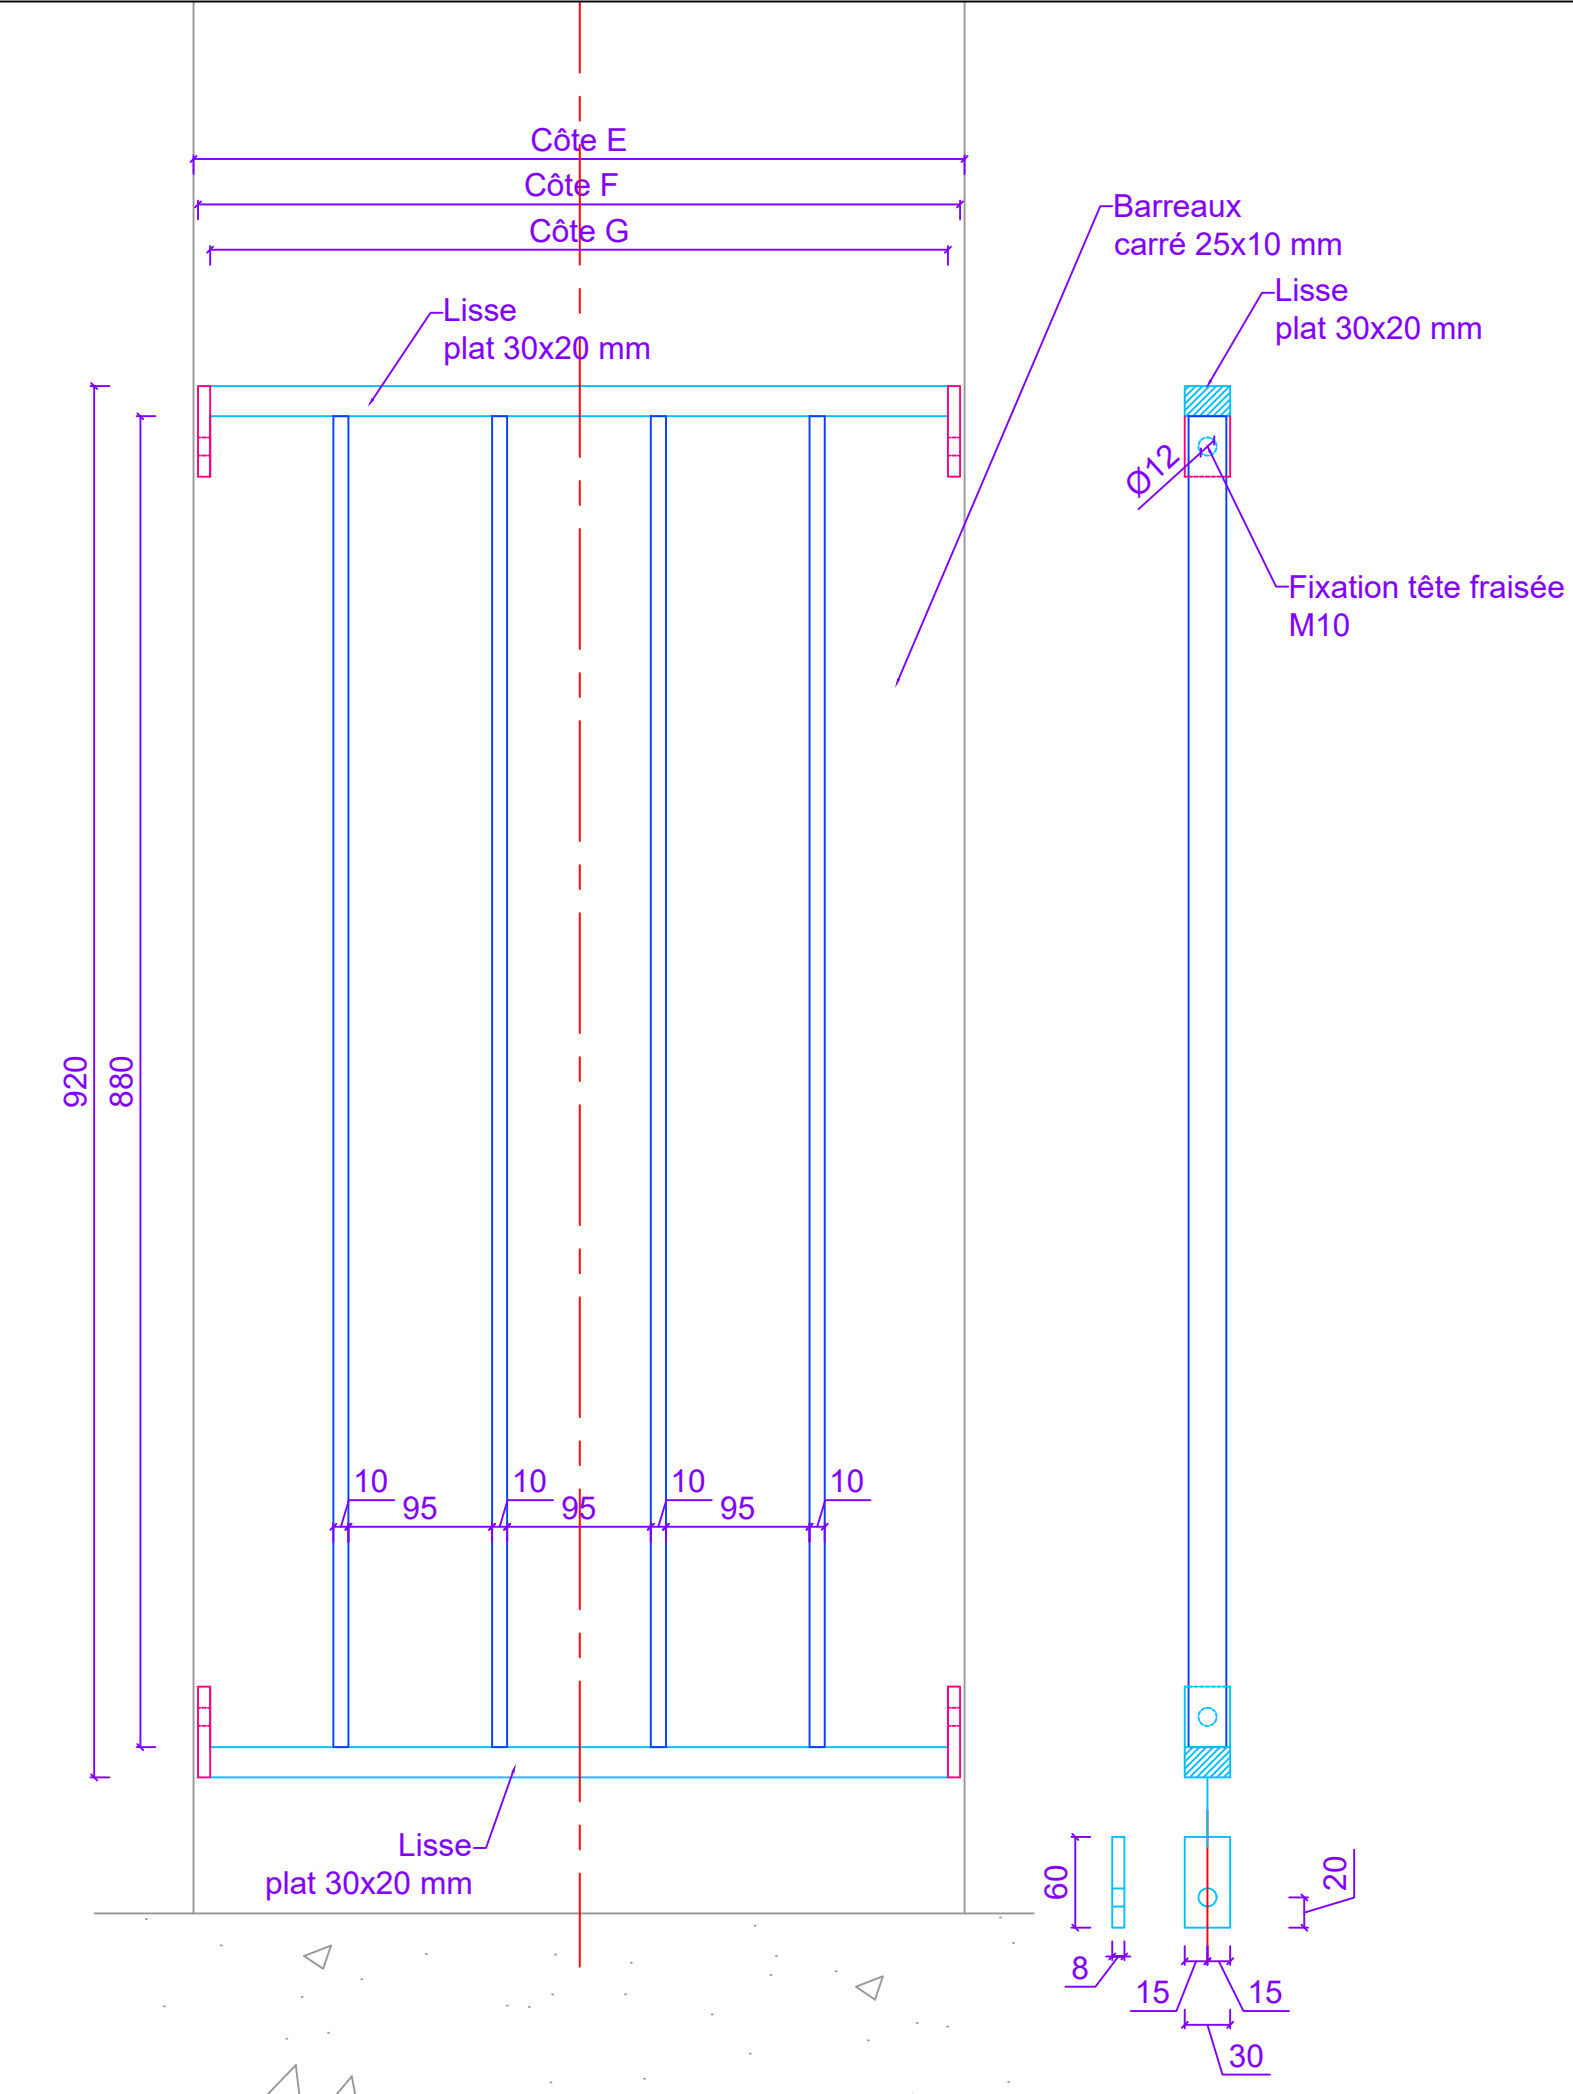 Côte E
Côte F
Côte G
Barreaux
carré 25x10 mm
Lisse
plat 30x20 mm
Lisse
plat 30x20 mm
Ø12
Fixation tête fraisée
M10
920
880
10
10
10
10
95
95
95
Lisse
plat 30x20 mm
60
20
8
15
15
30